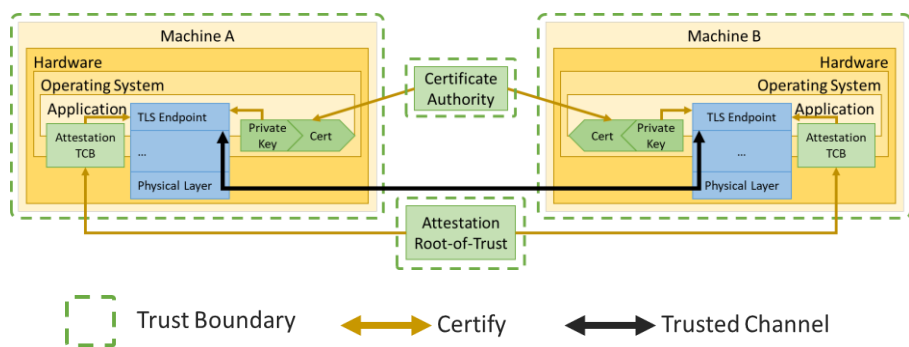 Machine A
Hardware
Operating System
Application
TLS Endpoint
Private
Key
Cert
Attestation
TCB
...
Physical Layer
Certificate
Authority
Attestation
Root-of-Trust
Machine B
Hardware
Operating System
Application
TLS Endpoint
Cert
Private
Key
Attestation
TCB
...
Physical Layer
Trust Boundary
Certify
Trusted Channel